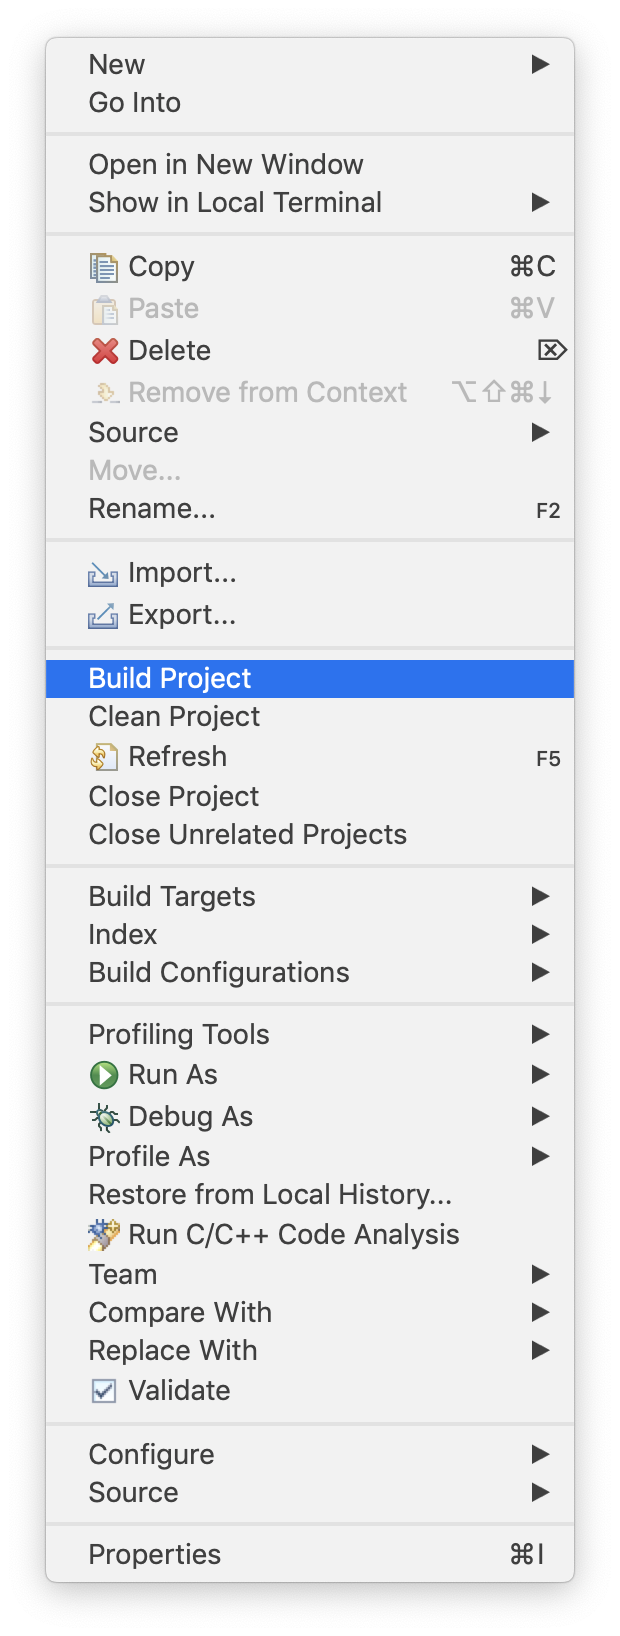 New
Go Into
Open in New Window
Show in Local Terminal
Copy ⌘C
Paste ⌘V
Delete ⌦
Remove from Context ⌥⇧⌘↓
Source
Move...
Rename... F2
Import...
Export...
Build Project
Clean Project
Refresh F5
Close Project
Close Unrelated Projects
Build Targets
Index
Build Configurations
Profiling Tools
Run As
Debug As
Profile As
Restore from Local History...
Run C/C++ Code Analysis
Team
Compare With
Replace With
Validate
Configure
Source
Properties ⌘I